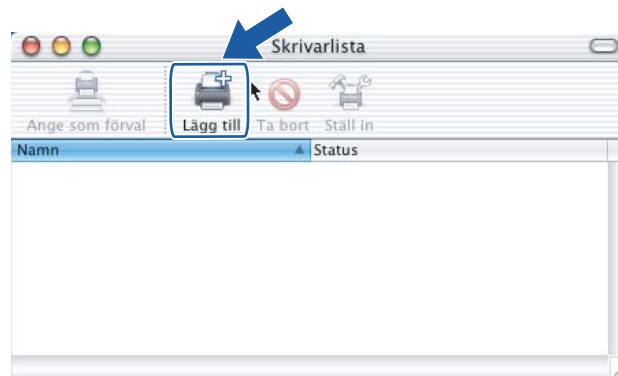 Skrivarlista
Ange som förval Lägg till Ta bort Ställ in
Namn Status